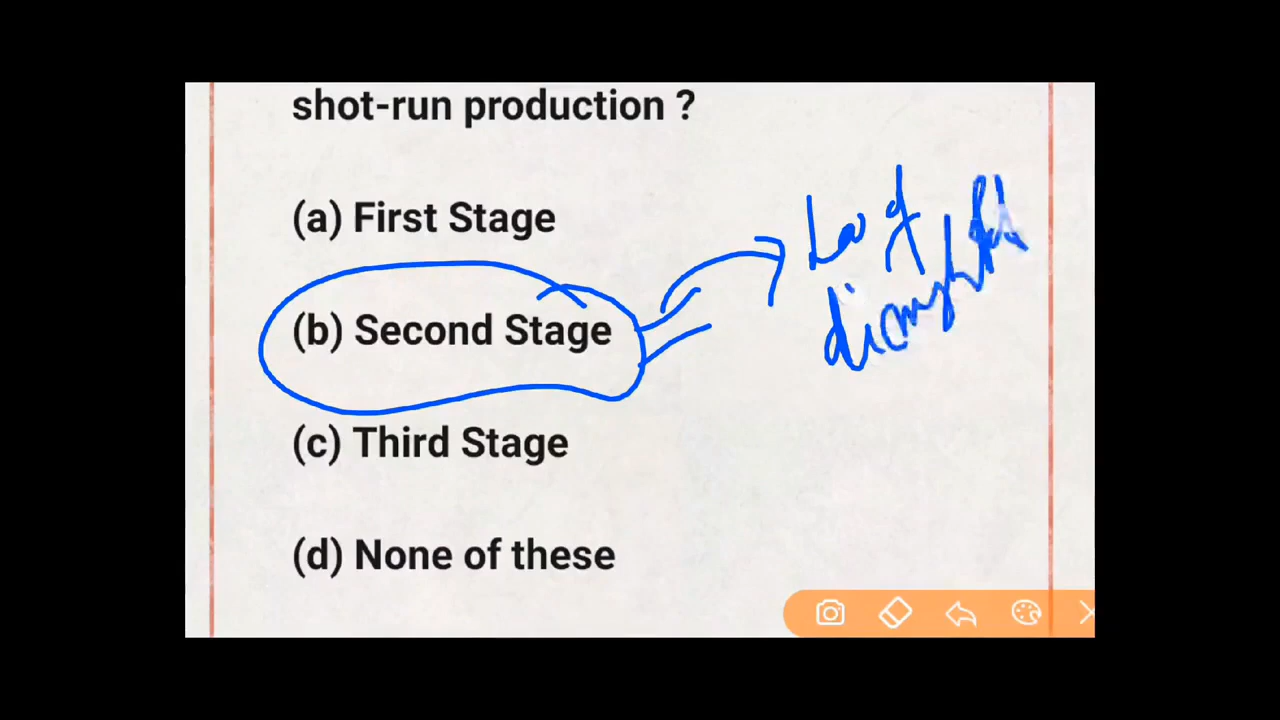 shot-run production ?
(a) First Stage
(b) Second Stage
(c) Third Stage
(d) None of these